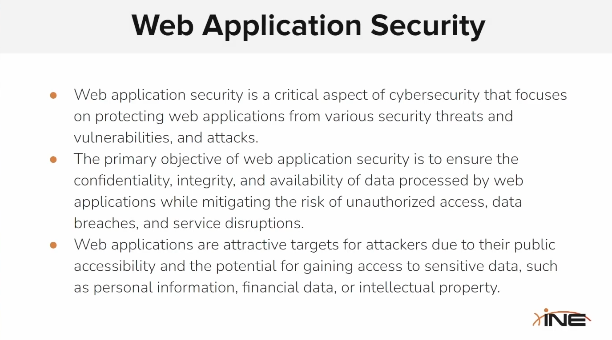 Web Application Security
Web application security is a critical aspect of cybersecurity that focuses
on protecting web applications from various security threats and
vulnerabilities, and attacks.
The primary objective of web application security is to ensure the
confidentiality, integrity, and availability of data processed by web
applications while mitigating the risk of unauthorized access, data
breaches, and service disruptions.
Web applications are attractive targets for attackers due to their public
accessibility and the potential for gaining access to sensitive data, such
as personal information, financial data, or intellectual property.
INE